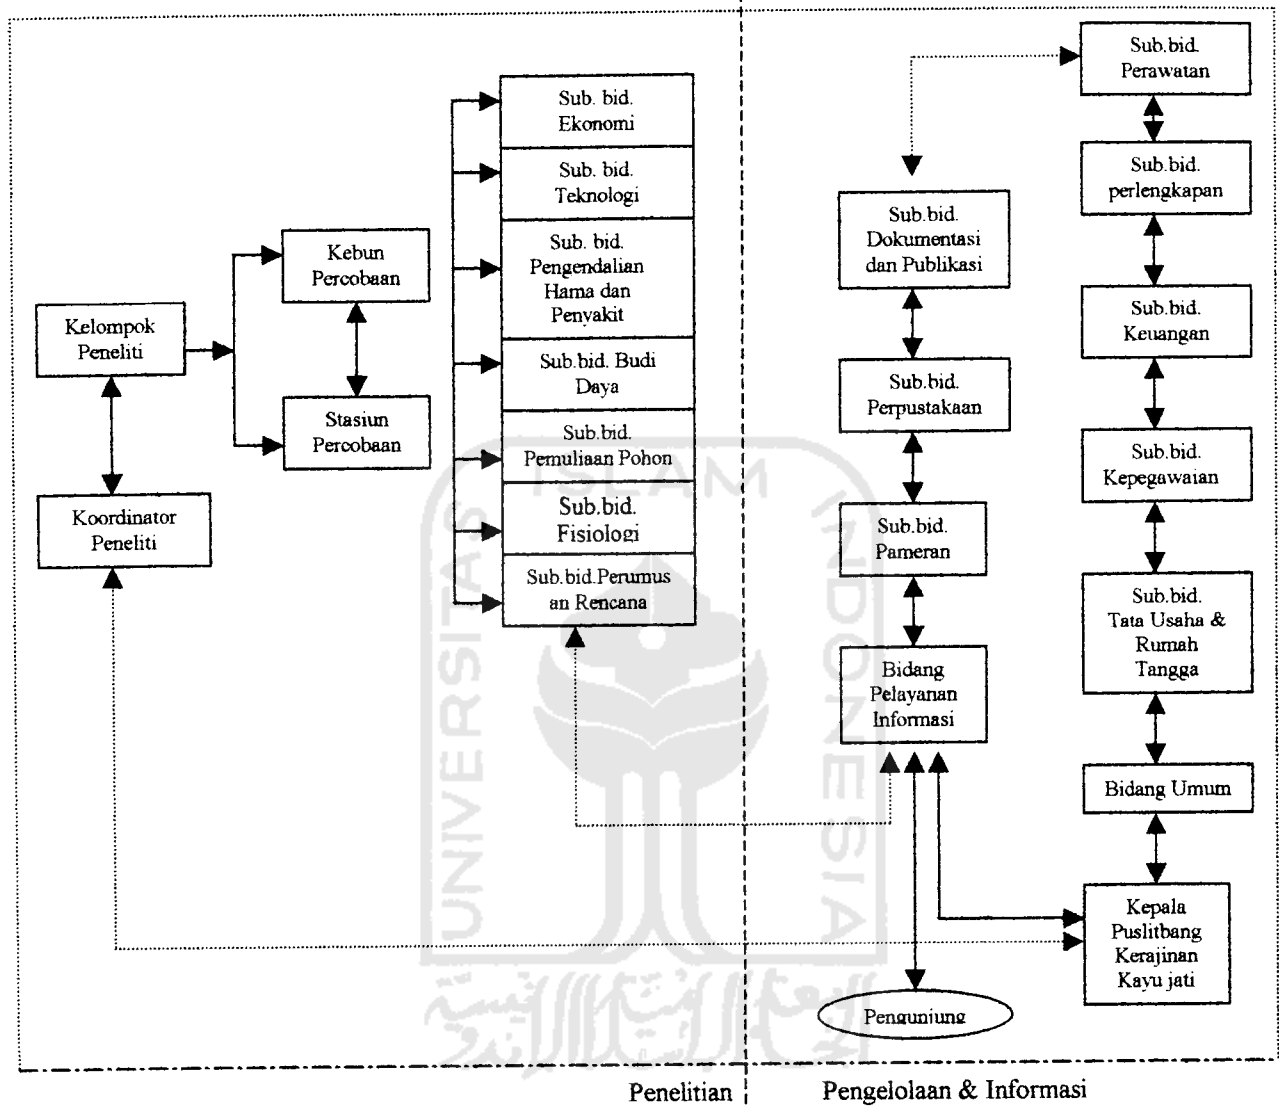 Kelompok
Peneliti
Koordinator
Peneliti
Kebun
Percobaan
Stasiun
Percobaan
Sub. bid.
Ekonomi
Sub. bid.
Teknologi
Sub. bid.
Pengendalian
Hama dan
Penyakit
Sub.bid. Budi
Daya
Sub.bid.
Pemuliaan Pohon
Sub.bid.
Fisiologi
Sub.bid.Perumus
an Rencana
Sub.bid.
Dokumentasi
dan Publikasi
Sub.bid.
Perpustakaan
Sub.bid.
Pameran
Bidang
Pelayanan
Informasi
Pengunjung
Sub.bid.
Perawatan
Sub.bid.
perlengkapan
Sub.bid.
Keuangan
Sub.bid.
Kepegawaian
Sub.bid.
Tata Usaha &
Rumah
Tangga
Bidang Umum
Kepala
Puslitbang
Kerajinan
Kayu jati
Penelitian
Pengelolaan & Informasi
UNIVERSITAS
ISLAM
INDONESIA